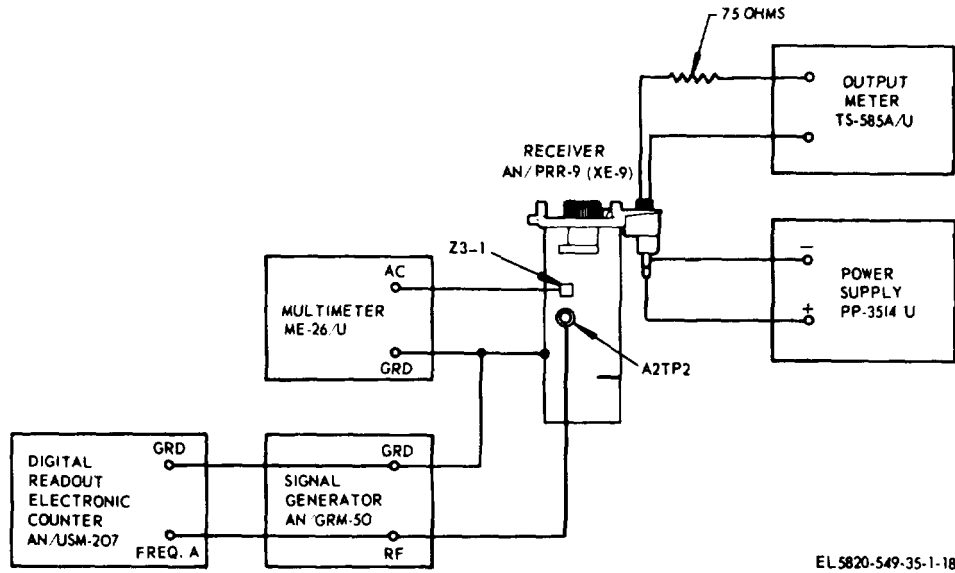 75 OHMS
OUTPUT
METER
TS-585A/U
RECEIVER
AN/PRR-9 (XE-9)
Z3-1
AC
MULTIMETER
ME-26/U
GRD
–
POWER
SUPPLY
PP-3514 U
+
A2TP2
GRD
DIGITAL
READOUT
ELECTRONIC
COUNTER
AN/USM-207
FREQ. A
GRD
SIGNAL
GENERATOR
AN/GRM-50
RF
EL5820-549-35-1-18